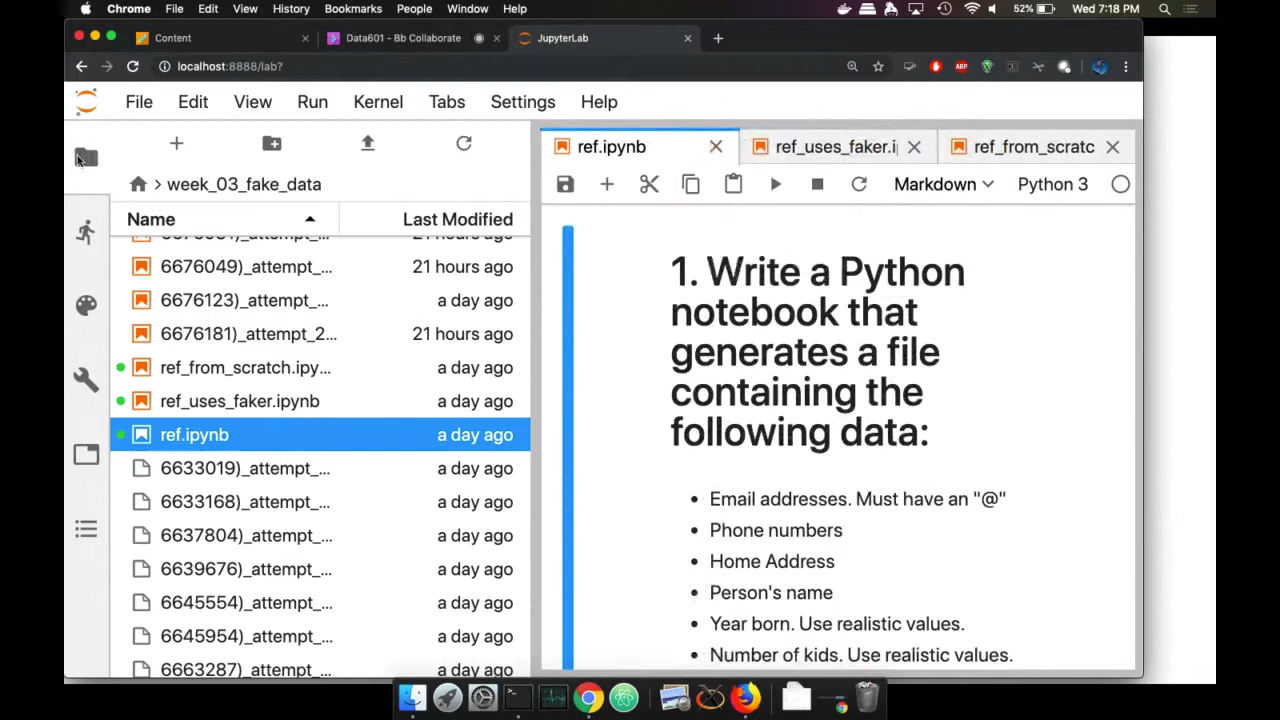 Chrome File Edit View History Bookmarks People Window Help 52% Wed 7:18 PM
Content Data601 - Bb Collaborate JupyterLab
localhost:8888/lab?
ABP
File Edit View Run Kernel Tabs Settings Help
ref.ipynb ref_uses_faker.i ref_from_scratc
week_03_fake_data
Markdown Python 3
Name Last Modified
21 hours ago
6676049)_attempt_... 21 hours ago
6676123)_attempt_... a day ago
6676181)_attempt_2... 21 hours ago
ref_from_scratch.ipy... a day ago
ref_uses_faker.ipynb a day ago
ref.ipynb a day ago
6633019)_attempt_... a day ago
6633168)_attempt_... a day ago
6637804)_attempt_... a day ago
6639676)_attempt_... a day ago
6645554)_attempt_... a day ago
6645954)_attempt_... a day ago
6663287)_attempt_... a day ago
1. Write a Python
notebook that
generates a file
containing the
following data:
• Email addresses. Must have an "@"
• Phone numbers
• Home Address
• Person's name
• Year born. Use realistic values.
• Number of kids. Use realistic values.